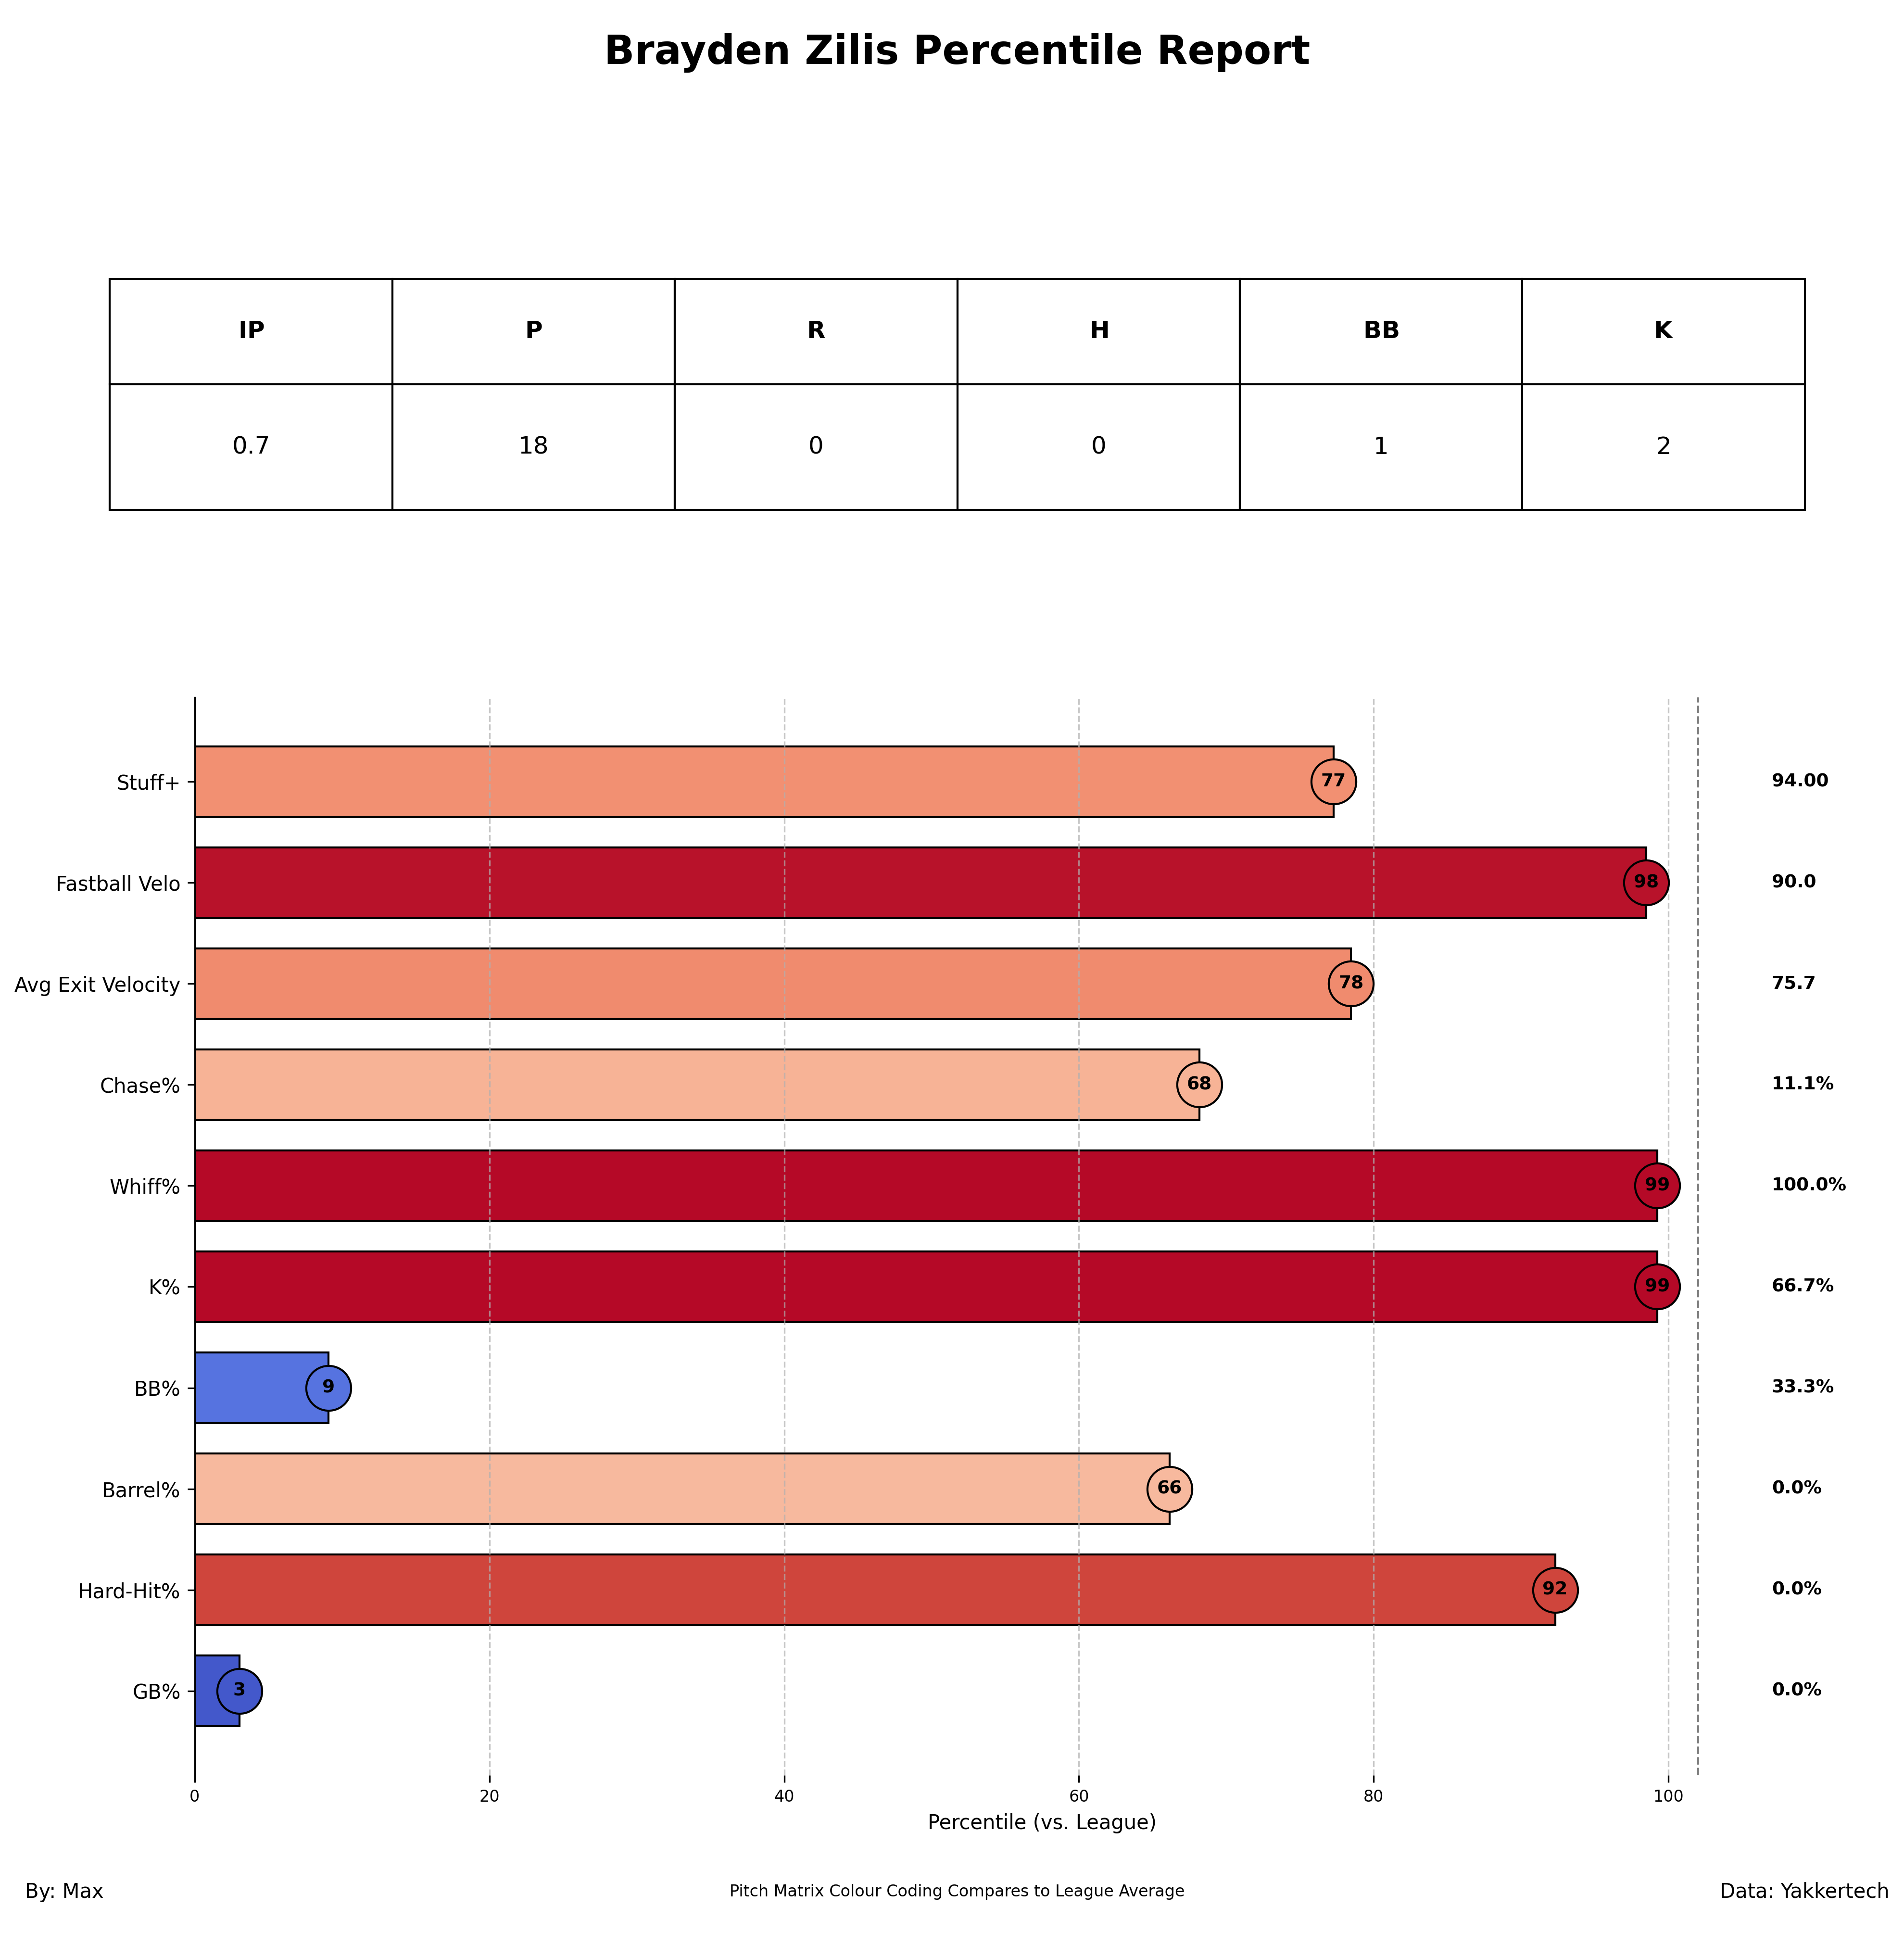 Brayden Zilis Percentile Report
IP P R H BB K
0.7 18 0 0 1 2
Stuff+ 77 94.00
Fastball Velo 98 90.0
Avg Exit Velocity 78 75.7
Chase% 68 11.1%
Whiff% 99 100.0%
K% 99 66.7%
BB% 9 33.3%
Barrel% 66 0.0%
Hard-Hit% 92 0.0%
GB% 3 0.0%
0 20 40 60 80 100
Percentile (vs. League)
By: Max Pitch Matrix Colour Coding Compares to League Average Data: Yakkertech